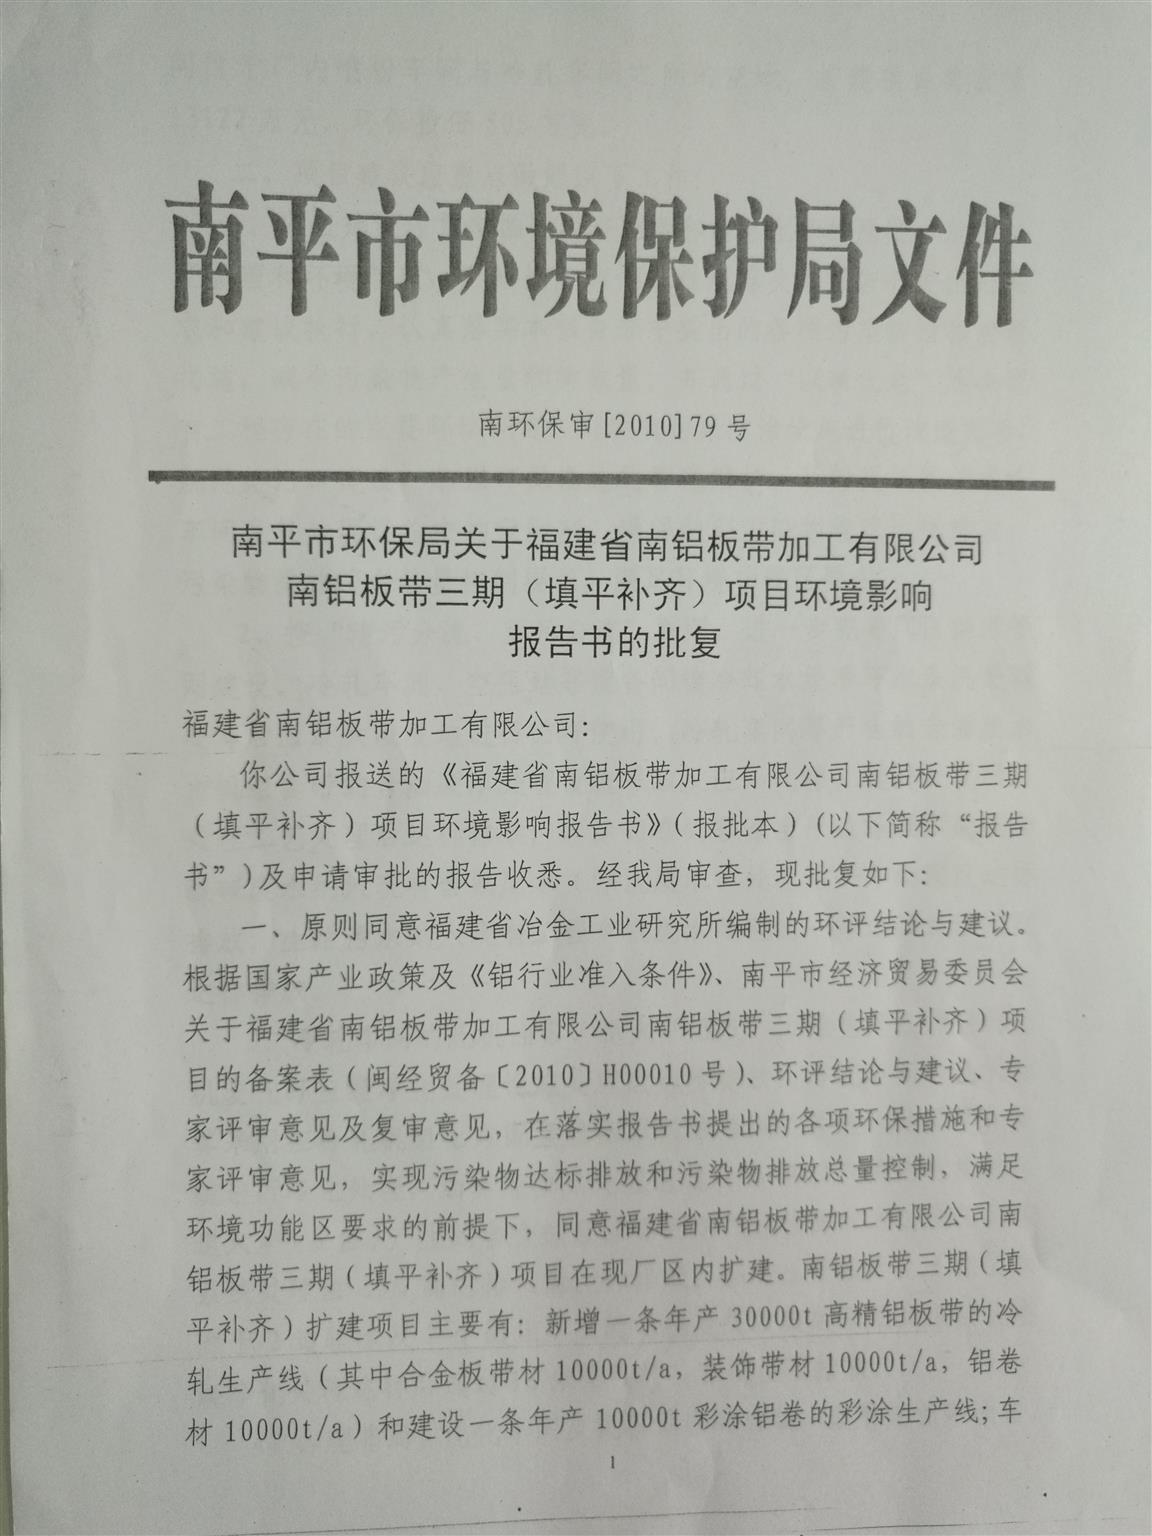 南平市环境保护局文件
南环保审[2010]79号
南平市环保局关于福建省南铝板带加工有限公司
南铝板带三期（填平补齐）项目环境影响
报告书的批复
福建省南铝板带加工有限公司：
你公司报送的《福建省南铝板带加工有限公司南铝板带三期
（填平补齐）项目环境影响报告书》（报批本）(以下简称“报告
书”)及申请审批的报告收悉。经我局审查，现批复如下：
一、原则同意福建省冶金工业研究所编制的环评结论与建议。
根据国家产业政策及《铝行业准入条件》、南平市经济贸易委员会
关于福建省南铝板带加工有限公司南铝板带三期（填平补齐）项
目的备案表（闽经贸备〔2010〕H00010号）、环评结论与建议、专
家评审意见及复审意见，在落实报告书提出的各项环保措施和专
家评审意见，实现污染物达标排放和污染物排放总量控制，满足
环境功能区要求的前提下，同意福建省南铝板带加工有限公司南
铝板带三期（填平补齐）项目在现厂区内扩建。南铝板带三期（填
平补齐）扩建项目主要有：新增一条年产30000t高精铝板带的冷
轧生产线（其中合金板带材10000t/a，装饰带材10000t/a，铝卷
材10000t/a）和建设一条年产10000t彩涂铝卷的彩涂生产线；车
1